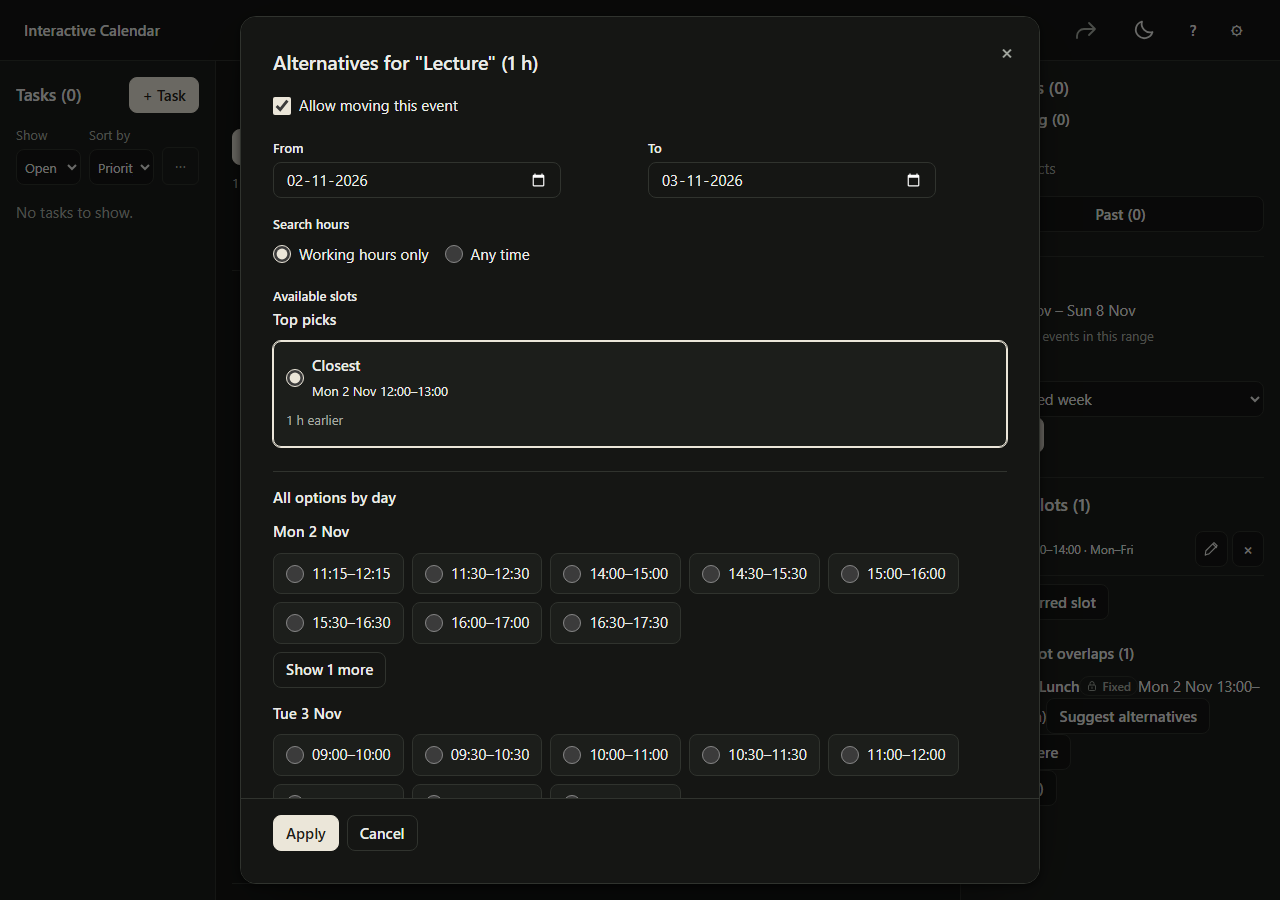 Interactive Calendar
?
Tasks (0)
+ Task
Show
Sort by
Open
Priorit
...
No tasks to show.
Alternatives for "Lecture" (1 h)
×
Allow moving this event
From
To
02-11-2026
03-11-2026
Search hours
Working hours only
Any time
Available slots
Top picks
Closest
Mon 2 Nov 12:00–13:00
1 h earlier
All options by day
Mon 2 Nov
11:15–12:15
11:30–12:30
14:00–15:00
14:30–15:30
15:00–16:00
15:30–16:30
16:00–17:00
16:30–17:30
Show 1 more
Tue 3 Nov
09:00–10:00
09:30–10:30
10:00–11:00
10:30–11:30
11:00–12:00
Apply
Cancel
s (0)
g (0)
cts
Past (0)
ov – Sun 8 Nov
events in this range
ed week
lots (1)
0–14:00 · Mon–Fri
×
rred slot
ot overlaps (1)
Lunch Fixed Mon 2 Nov 13:00–
) Suggest alternatives
ere
)